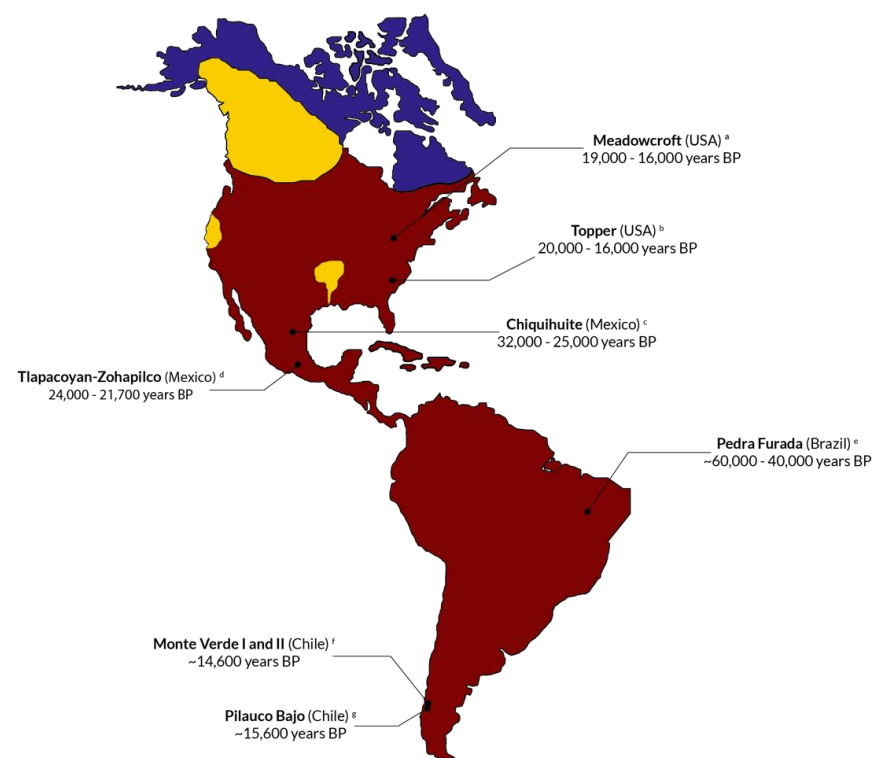 Meadowcroft (USA) ᵃ
19,000 - 16,000 years BP
Topper (USA) ᵇ
20,000 - 16,000 years BP
Chiquihuite (Mexico) ᶜ
32,000 - 25,000 years BP
Tlapacoyan-Zohapilco (Mexico) ᵈ
24,000 - 21,700 years BP
Pedra Furada (Brazil) ᵉ
~60,000 - 40,000 years BP
Monte Verde I and II (Chile) ᶠ
~14,600 years BP
Pilauco Bajo (Chile) ᵍ
~15,600 years BP